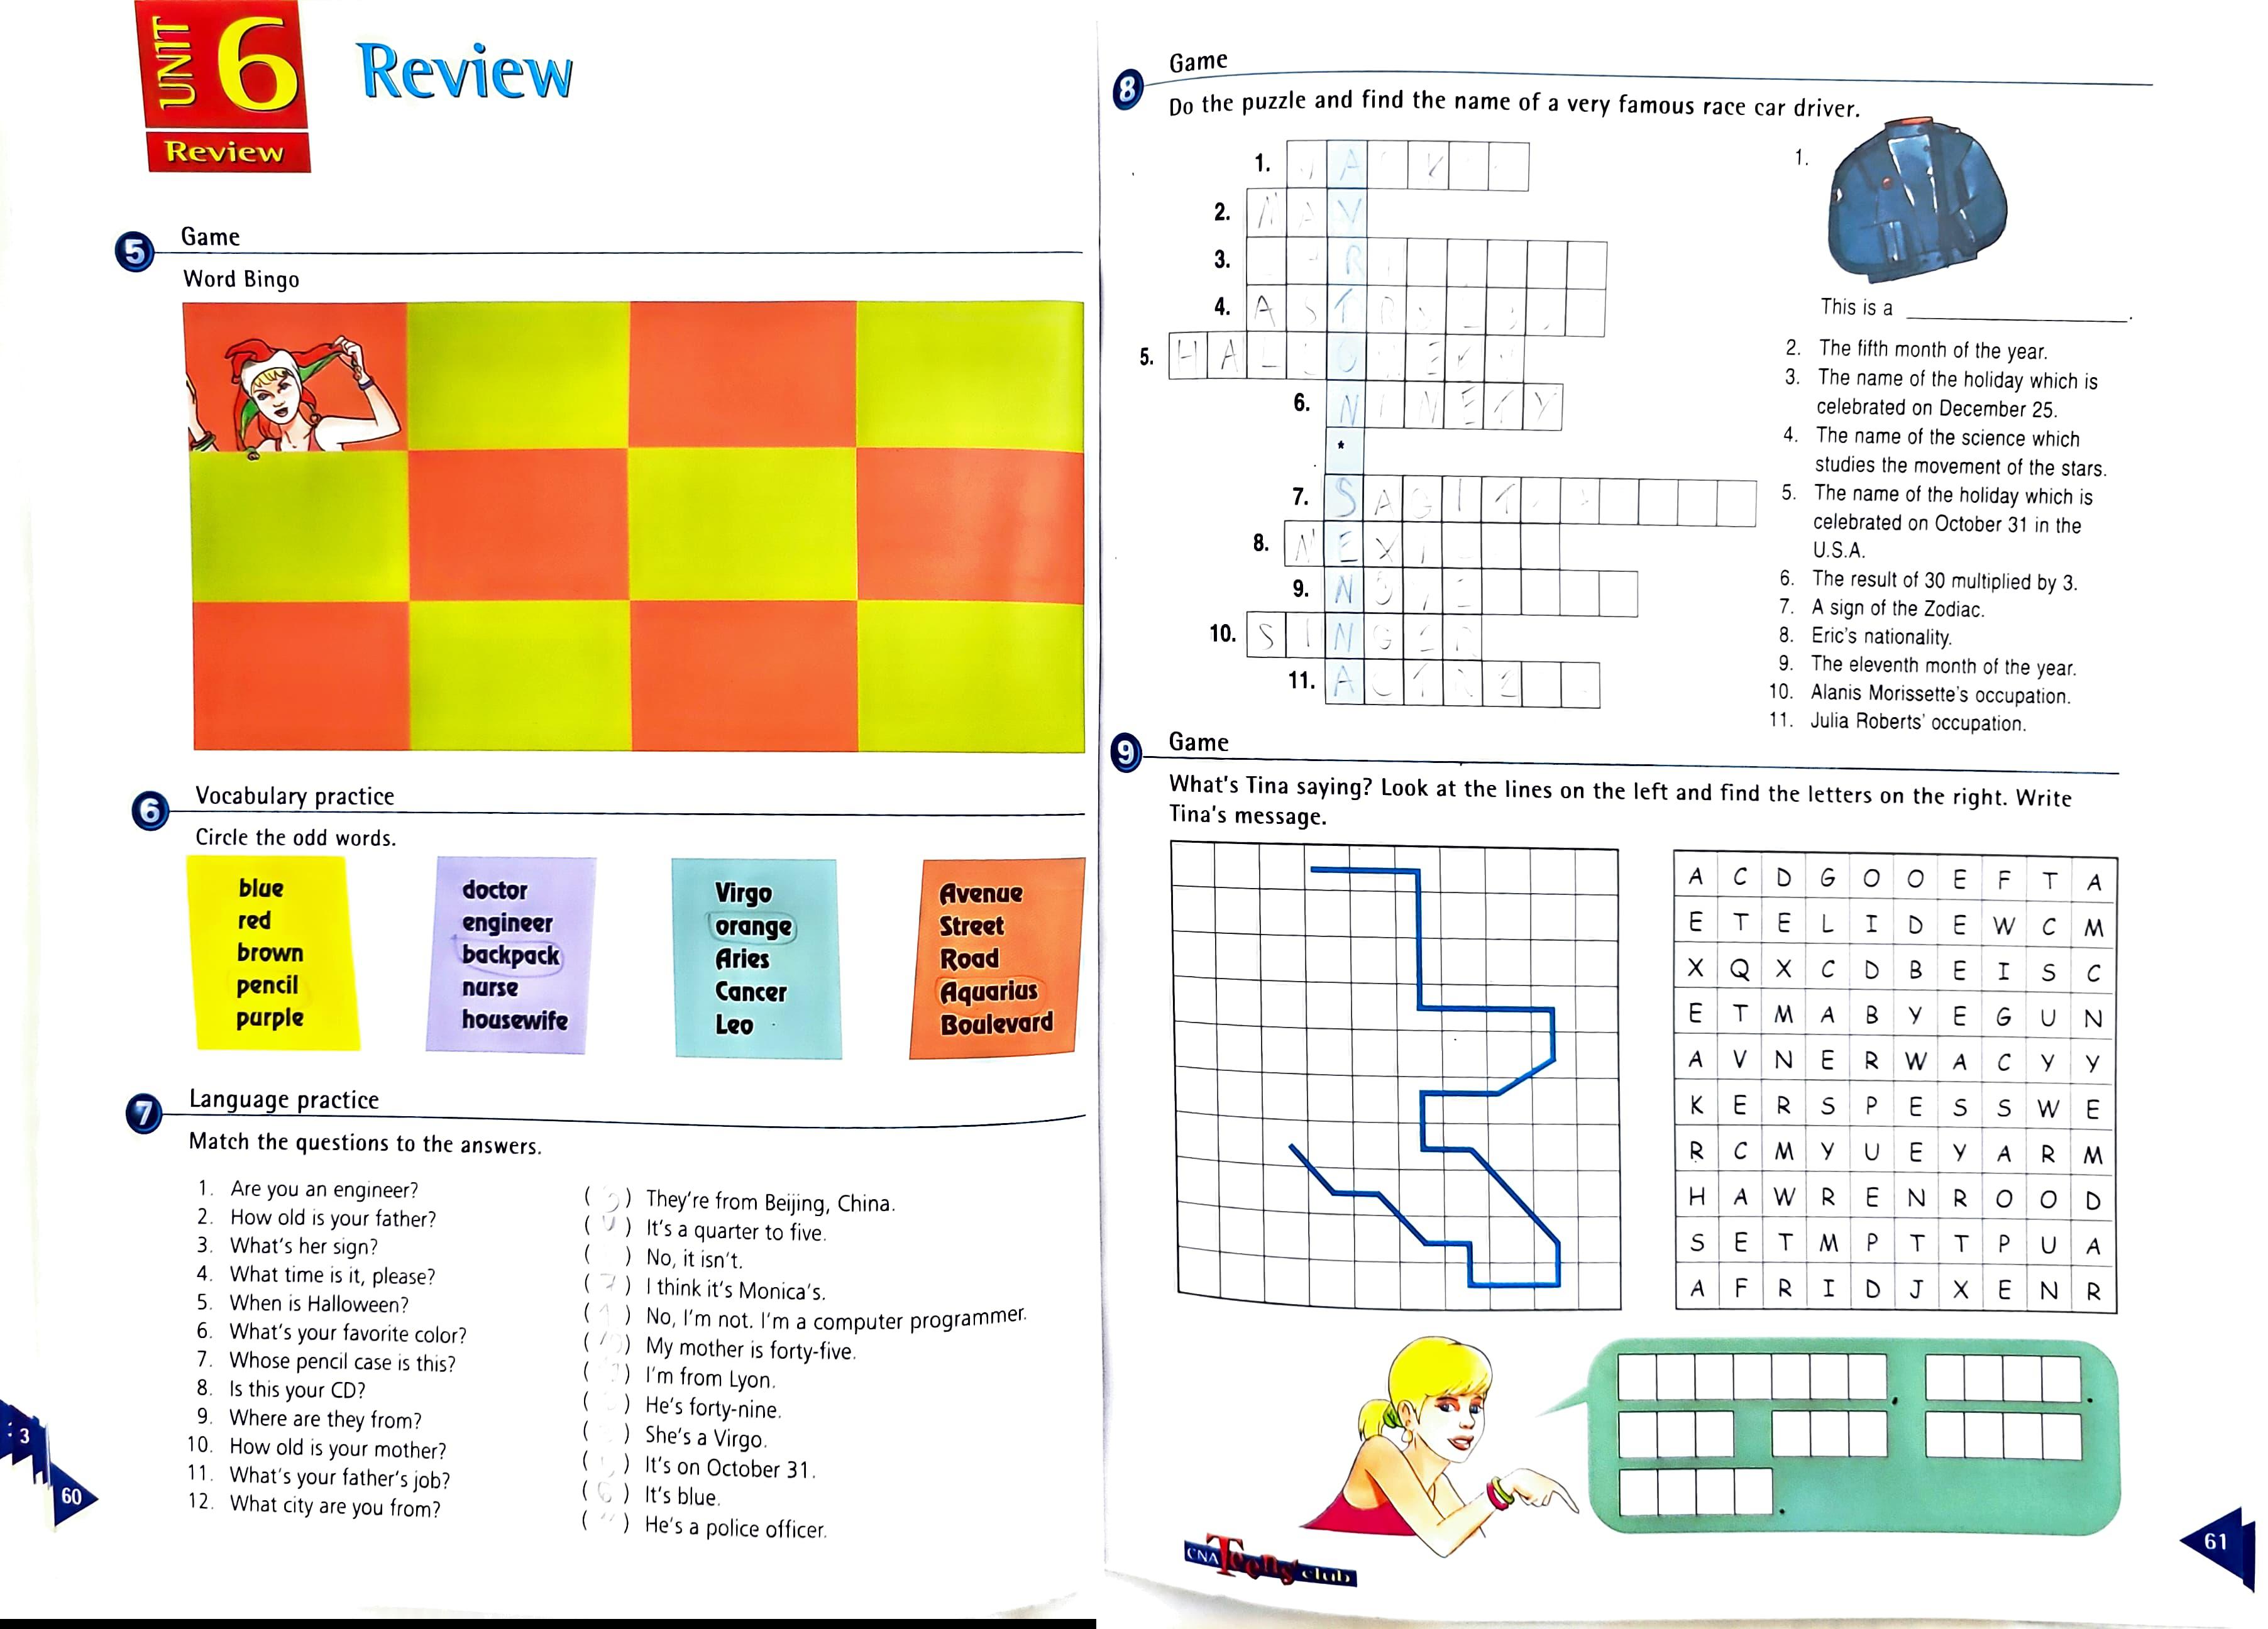 UNIT 6
Review
Review
5 Game
Word Bingo
6 Vocabulary practice
Circle the odd words.
blue
red
brown
pencil
purple
doctor
engineer
backpack
nurse
housewife
Virgo
orange
Aries
Cancer
Leo
Avenue
Street
Road
Aquarius
Boulevard
7 Language practice
Match the questions to the answers.
1. Are you an engineer?
2. How old is your father?
3. What's her sign?
4. What time is it, please?
5. When is Halloween?
6. What's your favorite color?
7. Whose pencil case is this?
8. Is this your CD?
9. Where are they from?
10. How old is your mother?
11. What's your father's job?
12. What city are you from?
( ) They're from Beijing, China.
( ) It's a quarter to five.
( ) No, it isn't.
( 7 ) I think it's Monica's.
( 1 ) No, I'm not. I'm a computer programmer.
( ) My mother is forty-five.
( ) I'm from Lyon.
( ) He's forty-nine.
( ) She's a Virgo.
( ) It's on October 31.
( 6 ) It's blue.
( ) He's a police officer.
3
60
8 Game
Do the puzzle and find the name of a very famous race car driver.
1. A
2. M A Y
3. R
4. A S T R
5. H A L O
6. N I N E T Y
*
7. S A G I T
8. N E X I
9. N O
10. S I N G E R
11. A C T R E
1.
This is a ____________.
2. The fifth month of the year.
3. The name of the holiday which is
celebrated on December 25.
4. The name of the science which
studies the movement of the stars.
5. The name of the holiday which is
celebrated on October 31 in the
U.S.A.
6. The result of 30 multiplied by 3.
7. A sign of the Zodiac.
8. Eric's nationality.
9. The eleventh month of the year.
10. Alanis Morissette's occupation.
11. Julia Roberts' occupation.
9 Game
What's Tina saying? Look at the lines on the left and find the letters on the right. Write
Tina's message.
A C D G O O E F T A
E T E L I D E W C M
X Q X C D B E I S C
E T M A B Y E G U N
A V N E R W A C Y Y
K E R S P E S S W E
R C M Y U E Y A R M
H A W R E N R O O D
S E T M P T T P U A
A F R I D J X E N R
CNA Teens' club
61